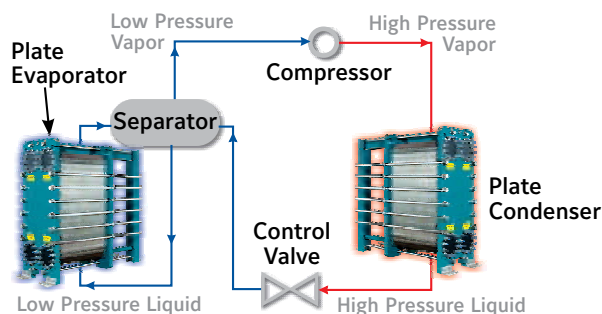 Low Pressure
Vapor
High Pressure
Vapor
Plate
Evaporator
Compressor
Separator
Plate
Condenser
Control
Valve
Low Pressure Liquid
High Pressure Liquid